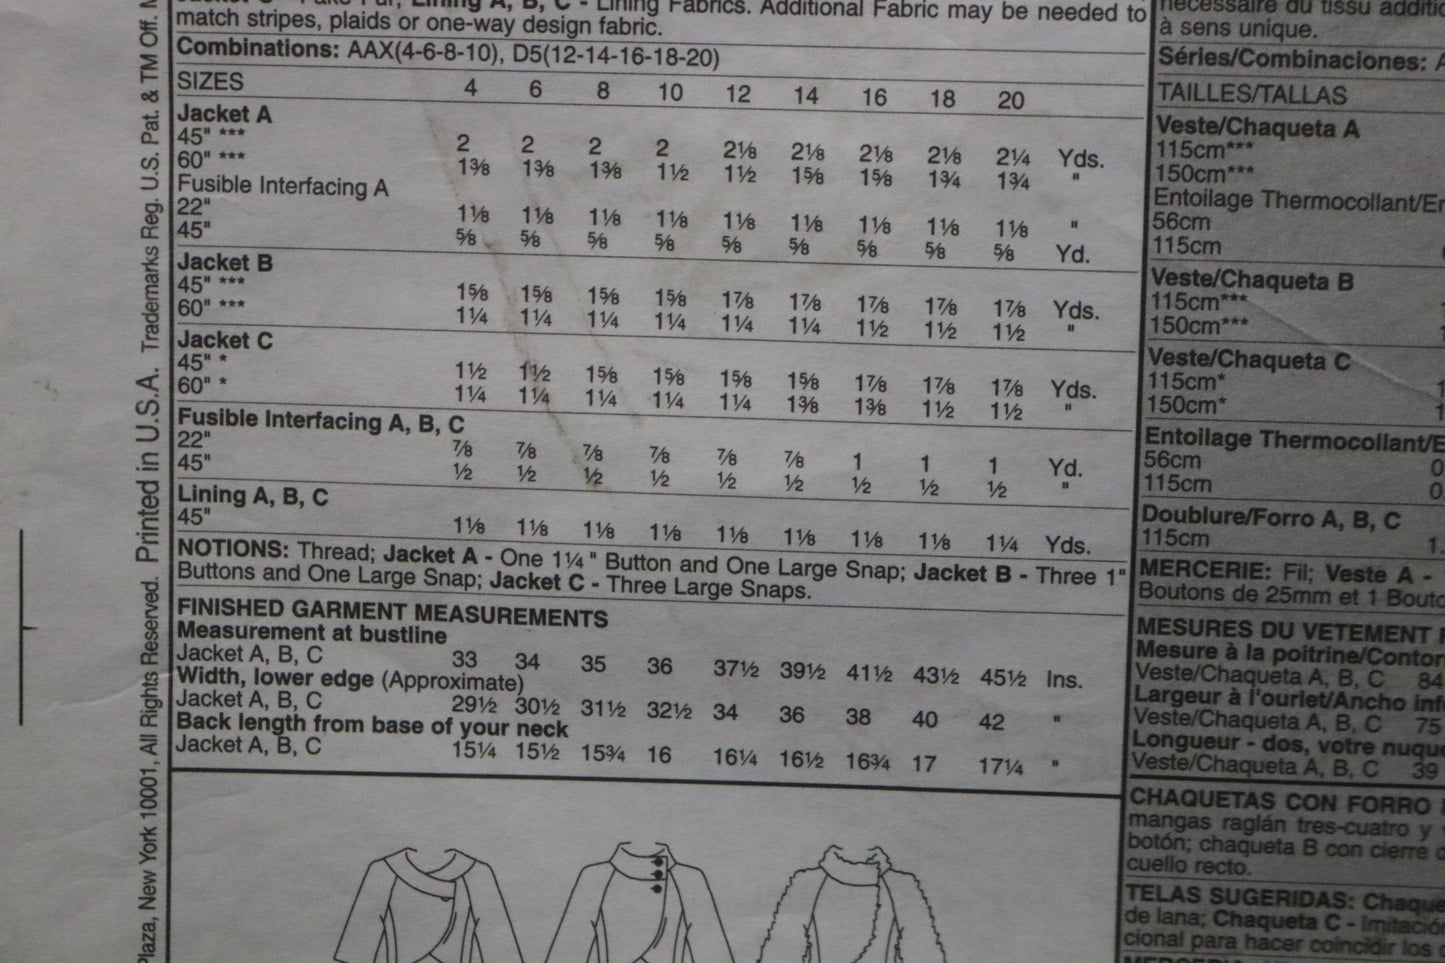 Lining A, B, C - Lining Fabrics. Additional Fabric may be needed to
match stripes, plaids or one-way design fabric.
Combinations: AAX(4-6-8-10), D5(12-14-16-18-20)
SIZES 4 6 8 10 12 14 16 18 20
Jacket A
45" *** 2 2 2 2 2⅛ 2⅛ 2⅛ 2⅛ 2¼ Yds.
60" *** 1⅜ 1⅜ 1⅜ 1½ 1½ 1⅝ 1⅝ 1¾ 1¾ "
Fusible Interfacing A
22" 1⅛ 1⅛ 1⅛ 1⅛ 1⅛ 1⅛ 1⅛ 1⅛ 1⅛ "
45" ⅝ ⅝ ⅝ ⅝ ⅝ ⅝ ⅝ ⅝ ⅝ Yd.
Jacket B
45" *** 1⅝ 1⅝ 1⅝ 1⅝ 1⅞ 1⅞ 1⅞ 1⅞ 1⅞ Yds.
60" *** 1¼ 1¼ 1¼ 1¼ 1¼ 1¼ 1½ 1½ 1½ "
Jacket C
45" * 1½ 1½ 1⅝ 1⅝ 1⅝ 1⅝ 1⅞ 1⅞ 1⅞ Yds.
60" * 1¼ 1¼ 1¼ 1¼ 1¼ 1⅜ 1⅜ 1½ 1½ "
Fusible Interfacing A, B, C
22" ⅞ ⅞ ⅞ ⅞ ⅞ ⅞ 1 1 1 Yd.
45" ½ ½ ½ ½ ½ ½ ½ ½ ½ "
Lining A, B, C
45" 1⅛ 1⅛ 1⅛ 1⅛ 1⅛ 1⅛ 1⅛ 1⅛ 1¼ Yds.
NOTIONS: Thread; Jacket A - One 1¼" Button and One Large Snap; Jacket B - Three 1"
Buttons and One Large Snap; Jacket C - Three Large Snaps.
FINISHED GARMENT MEASUREMENTS
Measurement at bustline
Jacket A, B, C 33 34 35 36 37½ 39½ 41½ 43½ 45½ Ins.
Width, lower edge (Approximate)
Jacket A, B, C 29½ 30½ 31½ 32½ 34 36 38 40 42 "
Back length from base of your neck
Jacket A, B, C 15¼ 15½ 15¾ 16 16¼ 16½ 16¾ 17 17¼ "
Plaza, New York 10001, All Rights Reserved. Printed in U.S.A. Trademarks Reg. U.S. Pat. & TM Off.
nécessaire du tissu
à sens unique.
Séries/Combinaciones:
TAILLES/TALLAS
Veste/Chaqueta A
115cm***
150cm***
Entoilage Thermocollant/
56cm
115cm
Veste/Chaqueta B
115cm***
150cm***
Veste/Chaqueta C
115cm*
150cm*
Entoilage Thermocollant/
56cm
115cm
Doublure/Forro A, B, C
115cm 1.
MERCERIE: Fil; Veste A -
Boutons de 25mm et 1
MESURES DU VETEMENT
Mesure à la poitrine/
Veste/Chaqueta A, B, C 84
Largeur à l'ourlet/Ancho
Veste/Chaqueta A, B, C 75
Longueur - dos, votre
Veste/Chaqueta A, B, C 39
CHAQUETAS CON FORRO
mangas raglán tres-cuatro y
botón; chaqueta B con cierre
cuello recto.
TELAS SUGERIDAS:
de lana; Chaqueta C -
cional para hacer coincidir los